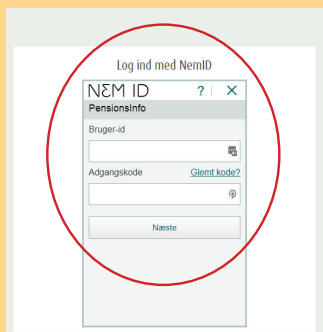 Log ind med NemID
NEM ID ? X
PensionsInfo
Bruger-id
Adgangskode Glemt kode?
Næste